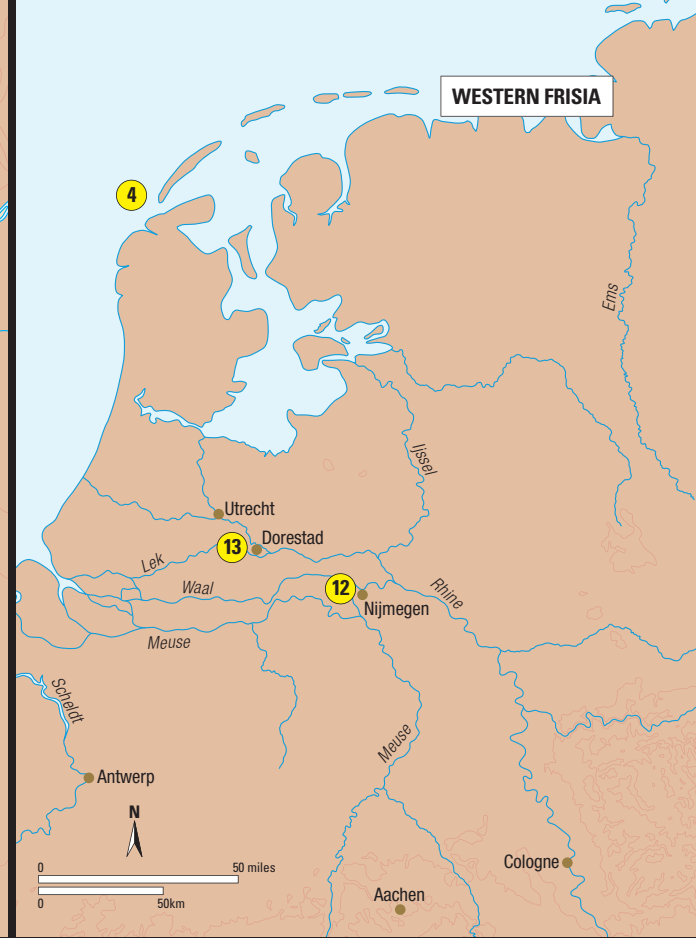 WESTERN FRISIA
4
Ems
Ijssel
Utrecht
13
Dorestad
Lek
12
Rhine
Waal
Nijmegen
Meuse
Scheldt
Meuse
Antwerp
N
0
50 miles
0
50km
Cologne
Aachen